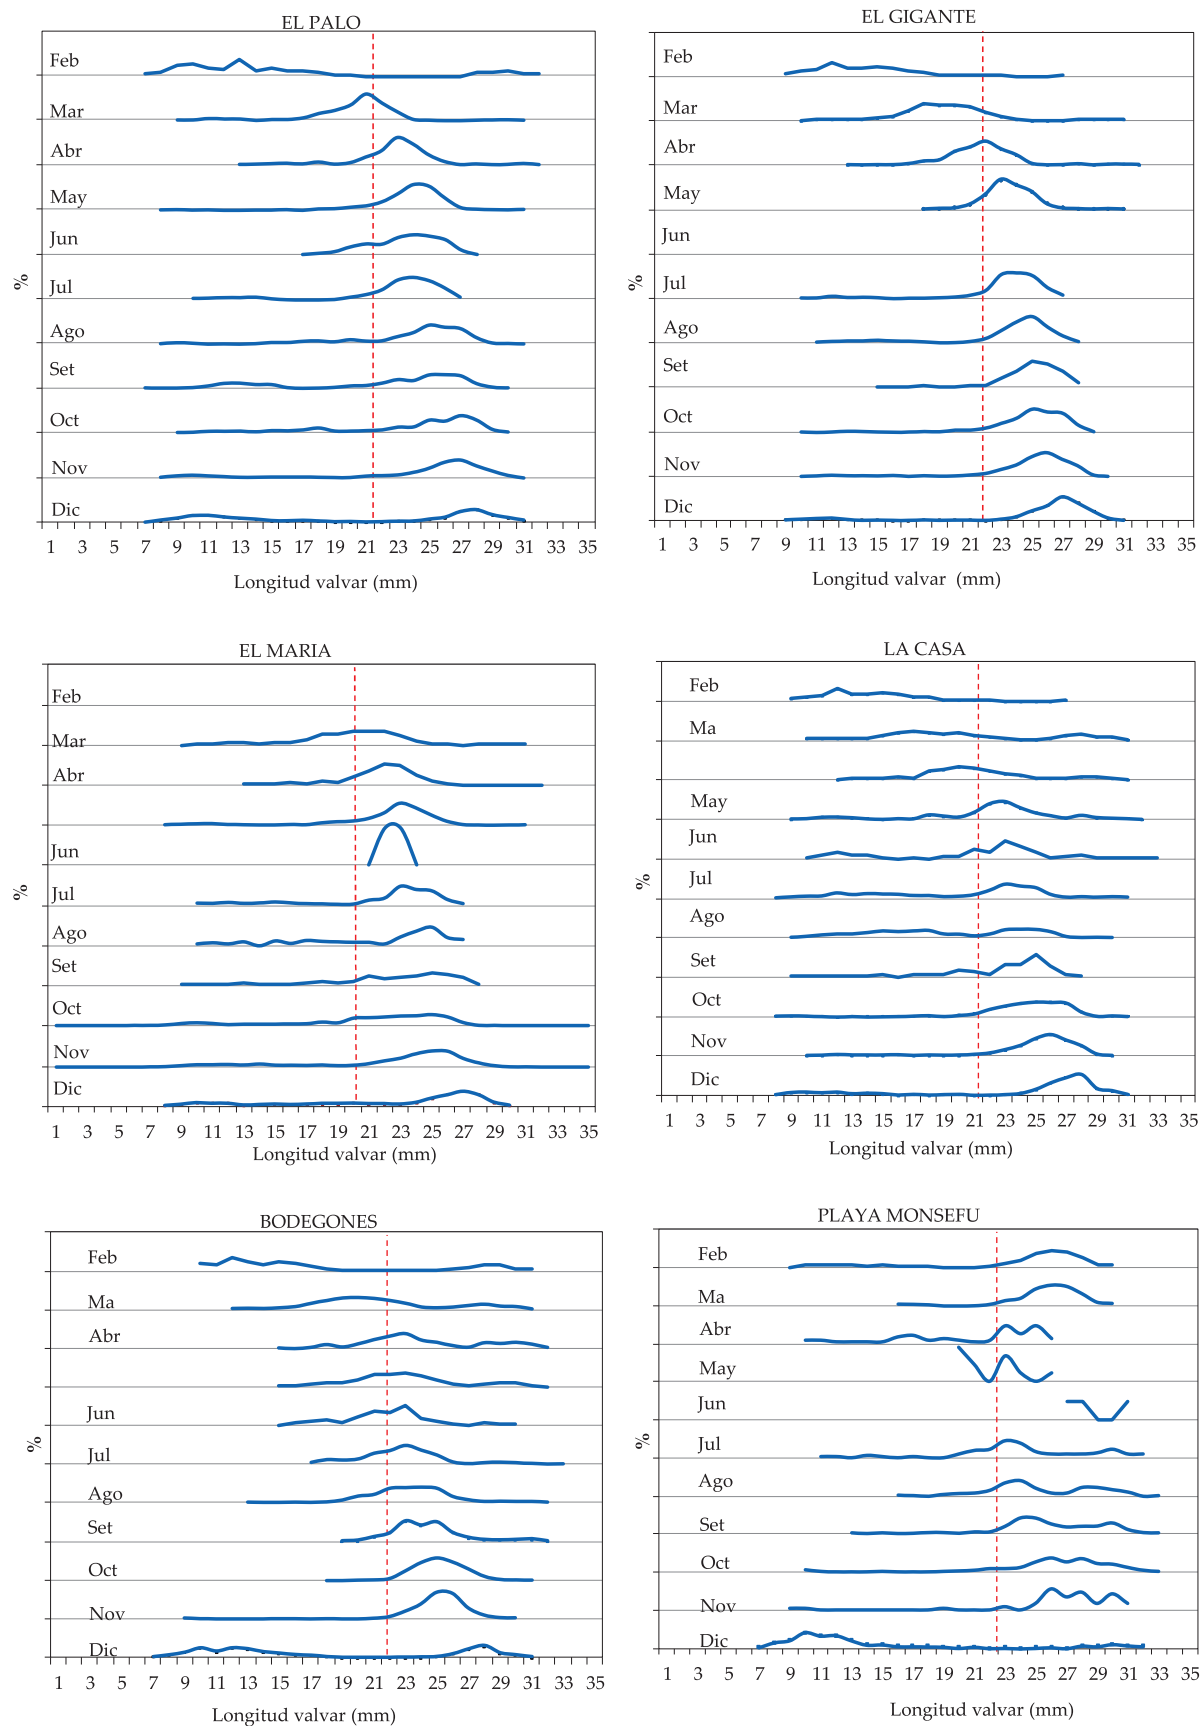 EL PALO
Feb
Mar
Abr
May
Jun
Jul
Ago
Set
Oct
Nov
Dic
%
1 3 5 7 9 11 13 15 17 19 21 23 25 27 29 31 33 35
Longitud valvar (mm)
EL GIGANTE
Feb
Mar
Abr
May
Jun
Jul
Ago
Set
Oct
Nov
Dic
%
1 3 5 7 9 11 13 15 17 19 21 23 25 27 29 31 33 35
Longitud valvar (mm)
EL MARIA
Feb
Mar
Abr
Jun
Jul
Ago
Set
Oct
Nov
Dic
%
1 3 5 7 9 11 13 15 17 19 21 23 25 27 29 31 33 35
Longitud valvar (mm)
LA CASA
Feb
Ma
May
Jun
Jul
Ago
Set
Oct
Nov
Dic
%
1 3 5 7 9 11 13 15 17 19 21 23 25 27 29 31 33 35
Longitud valvar (mm)
BODEGONES
Feb
Ma
Abr
Jun
Jul
Ago
Set
Oct
Nov
Dic
%
1 3 5 7 9 11 13 15 17 19 21 23 25 27 29 31 33 35
Longitud valvar (mm)
PLAYA MONSEFU
Feb
Ma
Abr
May
Jun
Jul
Ago
Set
Oct
Nov
Dic
%
1 3 5 7 9 11 13 15 17 19 21 23 25 27 29 31 33 35
Longitud valvar (mm)